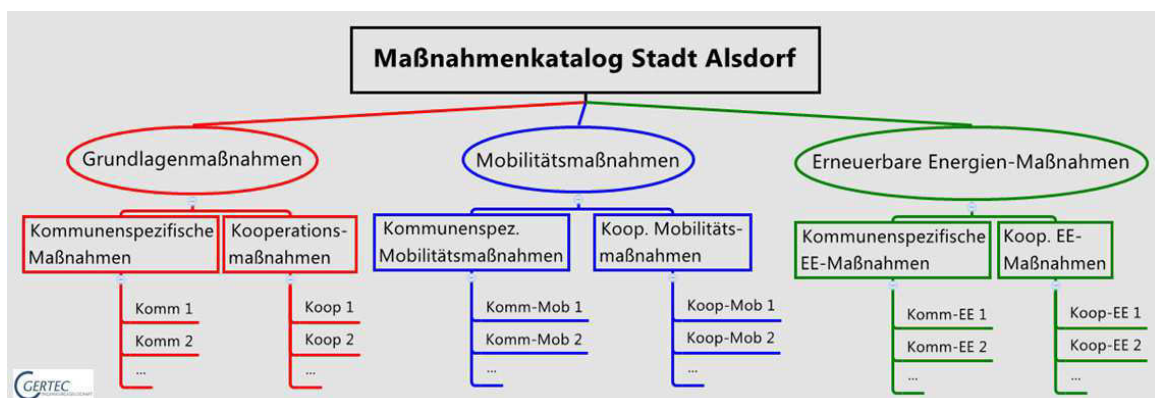 Maßnahmenkatalog Stadt Alsdorf
Grundlagenmaßnahmen
Mobilitätsmaßnahmen
Erneuerbare Energien-Maßnahmen
Kommunenspezifische
Maßnahmen
Kooperations-
maßnahmen
Kommunenspez.
Mobilitätsmaßnahmen
Koop. Mobilitäts-
maßnahmen
Kommunenspezifische
EE-Maßnahmen
Koop. EE-
Maßnahmen
Komm 1
Komm 2
...
Koop 1
Koop 2
...
Komm-Mob 1
Komm-Mob 2
...
Koop-Mob 1
Koop-Mob 2
...
Komm-EE 1
Komm-EE 2
...
Koop-EE 1
Koop-EE 2
...
GERTEC